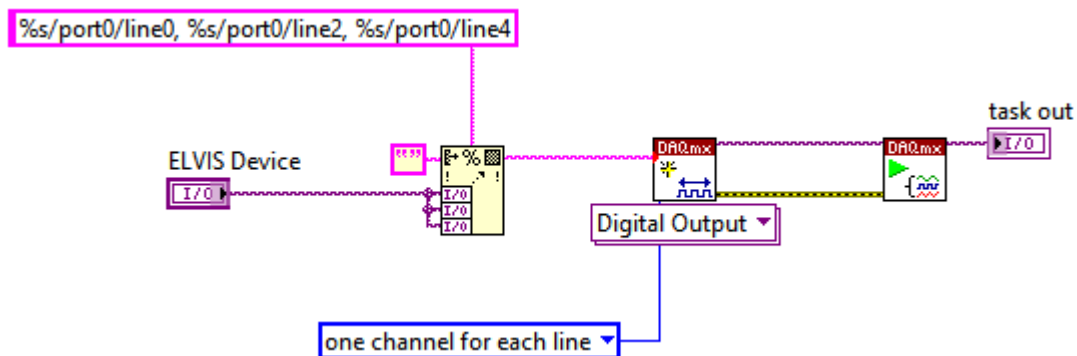 %s/port0/line0, %s/port0/line2, %s/port0/line4
task out
ELVIS Device
I/O
%
I/O
I/O
I/O
DAQmx
DAQmx
I/O
Digital Output
one channel for each line